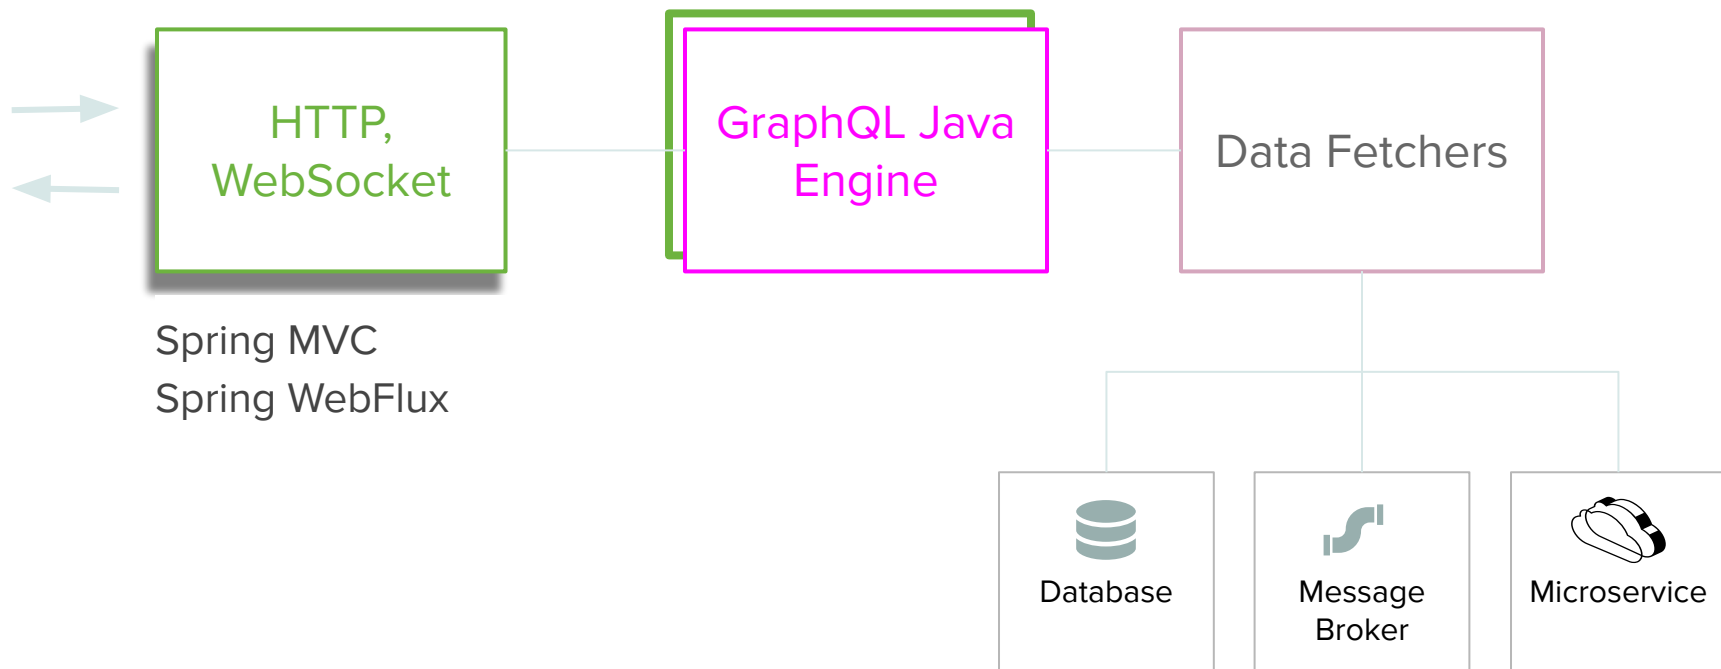 HTTP,
WebSocket
GraphQL Java
Engine
Data Fetchers
Spring MVC
Spring WebFlux
Database
Message
Broker
Microservice